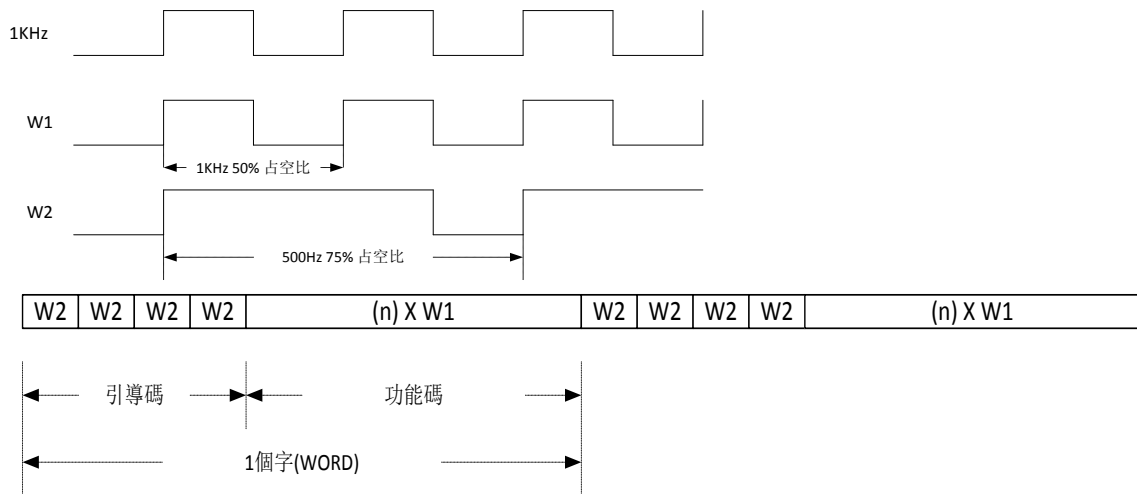 1KHz
W1
1KHz 50% 占空比
W2
500Hz 75% 占空比
W2 W2 W2 W2 (n) X W1 W2 W2 W2 W2 (n) X W1
引導碼 功能碼
1個字(WORD)